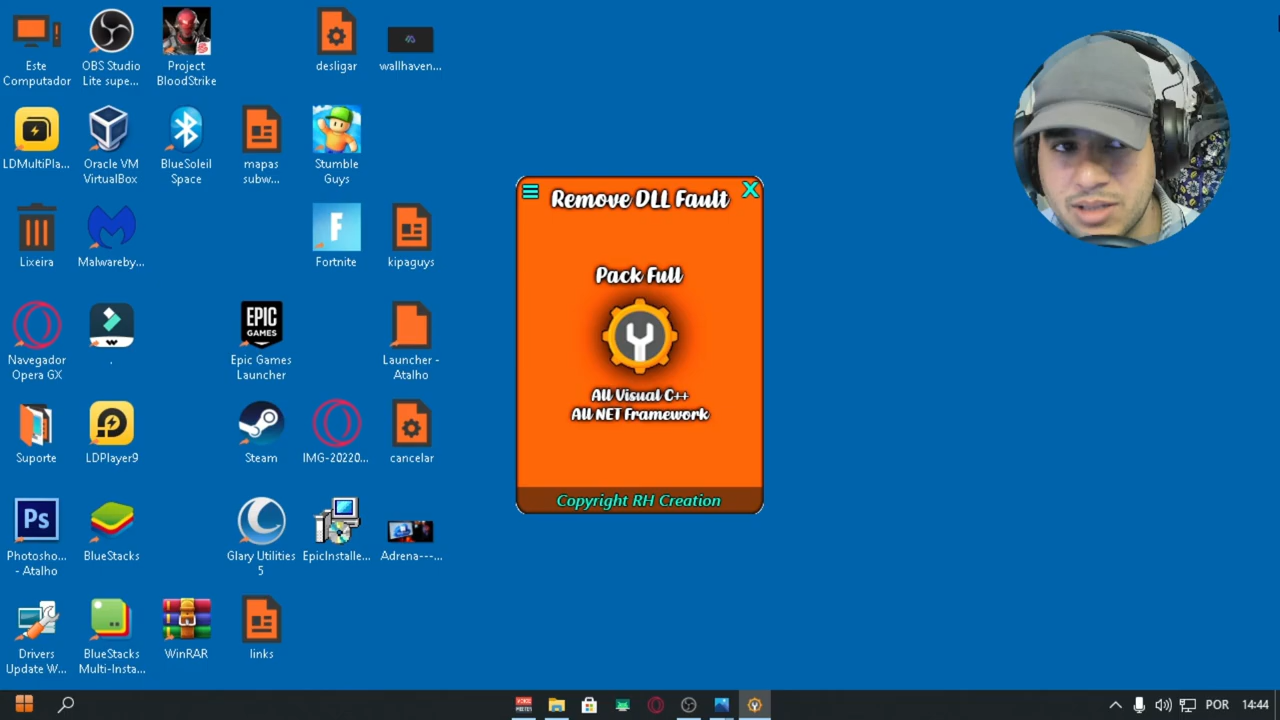 Este
Computador
OBS Studio
Lite supe...
Project
BloodStrike
desligar
wallhaven...
LDMultiPla...
Oracle VM
VirtualBox
BlueSoleil
Space
mapas
subw...
Stumble
Guys
Lixeira
Malwareby...
Fortnite
kipaguys
Navegador
Opera GX
.
EPIC
GAMES
Epic Games
Launcher
Launcher -
Atalho
Suporte
LDPlayer9
Steam
IMG-20220...
cancelar
Ps
Photosho...
- Atalho
BlueStacks
Glary Utilities
5
EpicInstalle...
Adrena---...
Drivers
Update W...
BlueStacks
Multi-Insta...
WinRAR
links
Remove DLL Fault
X
Pack Full
All Visual C++
All NET Framework
Copyright RH Creation
POR
14:44